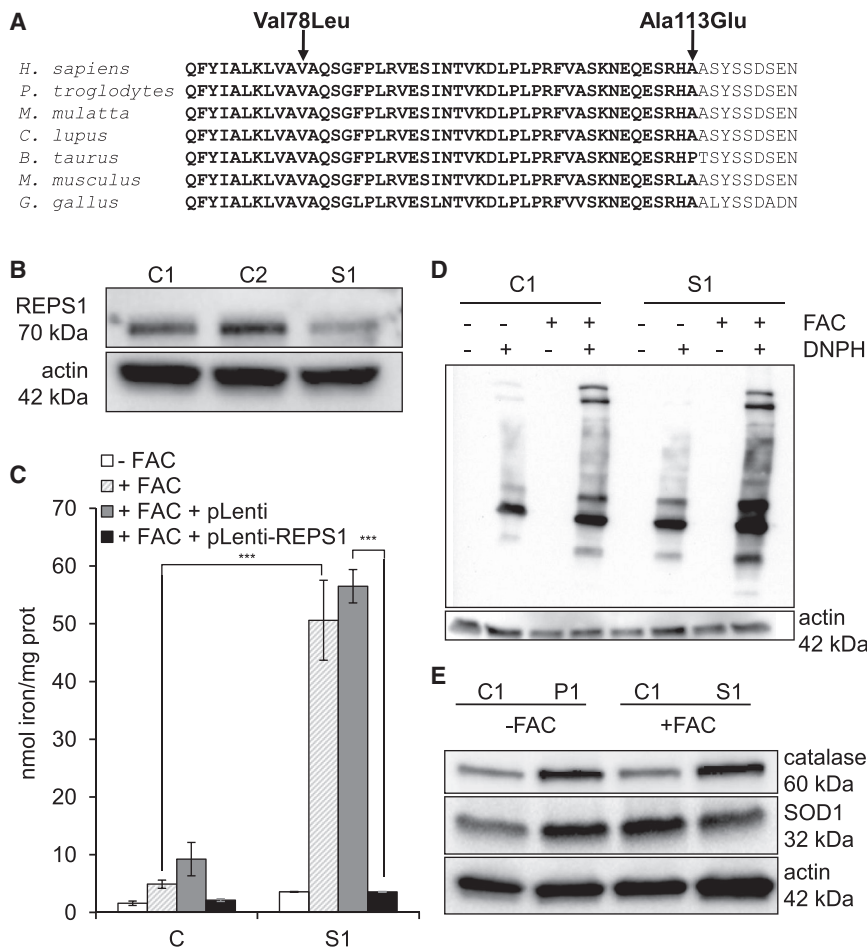 A
Val78Leu Ala113Glu
H. sapiens QFYIALKLVAVAQSGFPLRVESINTVKDLPLPRFVASKNEQESRHAASYSSDSEN
P. troglodytes QFYIALKLVAVAQSGFPLRVESINTVKDLPLPRFVASKNEQESRHAASYSSDSEN
M. mulatta QFYIALKLVAVAQSGFPLRVESINTVKDLPLPRFVASKNEQESRHAASYSSDSEN
C. lupus QFYIALKLVAVAQSGFPLRVESINTVKDLPLPRFVASKNEQESRHAASYSSDSEN
B. taurus QFYIALKLVAVAQSGFPLRVESINTVKDLPLPRFVASKNEQESRHPTSYSSDSEN
M. musculus QFYIALKLVAVAQSGFPLRVESINTVKDLPLPRFVASKNEQESRLAASYSSDSEN
G. gallus QFYIALKLVAVAQSGLPLRVESLNTVKDLPLPRFVVSKNEQESRHAALYSSDADN
B
C1 C2 S1
REPS1
70 kDa
actin
42 kDa
C
- FAC
+ FAC
+ FAC + pLenti
+ FAC + pLenti-REPS1
*** ***
nmol iron/mg prot
70
60
50
40
30
20
10
0
C S1
D
C1 S1
- - + + - - + + FAC
- + - + - + - + DNPH
actin
42 kDa
E
C1 P1 C1 S1
-FAC +FAC
catalase
60 kDa
SOD1
32 kDa
actin
42 kDa